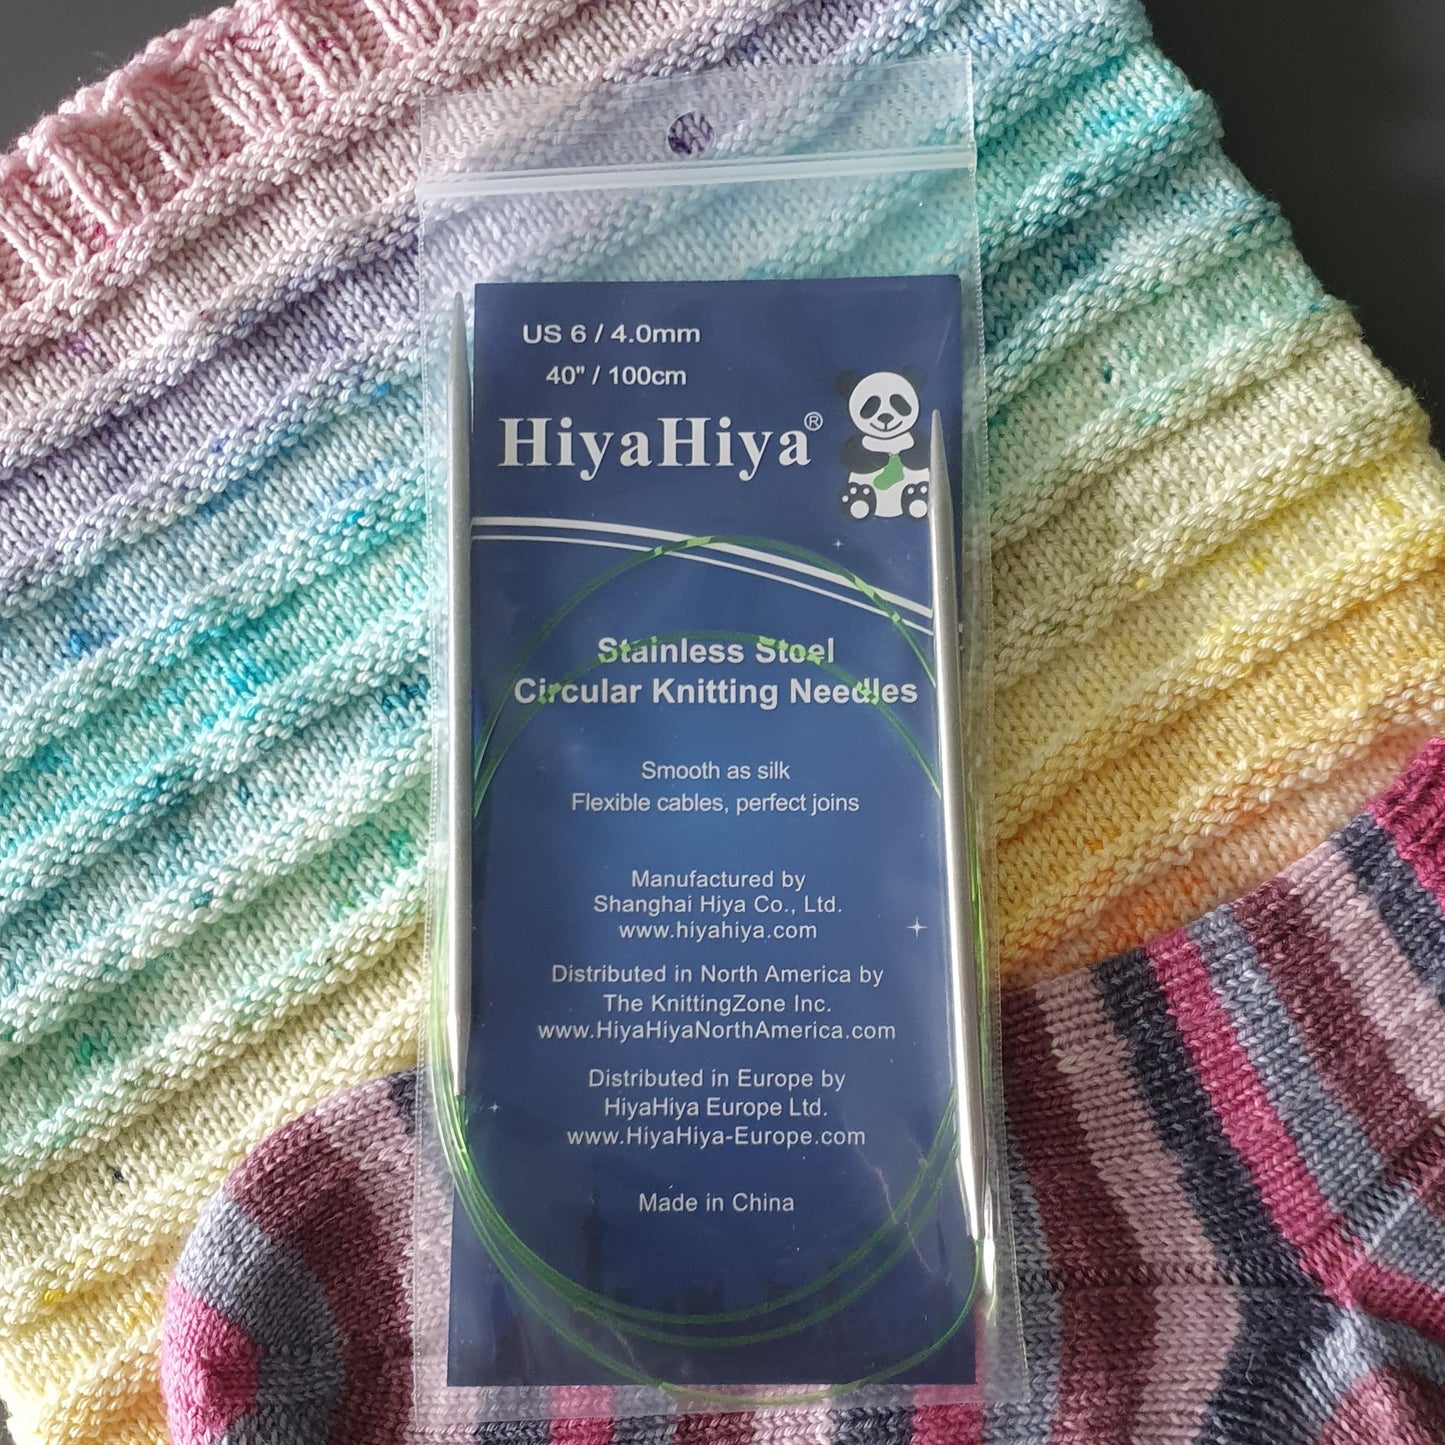 US 6 / 4.0mm
40" / 100cm
HiyaHiya®
Stainless Steel
Circular Knitting Needles
Smooth as silk
Flexible cables, perfect joins
Manufactured by
Shanghai Hiya Co., Ltd.
www.hiyahiya.com
Distributed in North America by
The KnittingZone Inc.
www.HiyaHiyaNorthAmerica.com
Distributed in Europe by
HiyaHiya Europe Ltd.
www.HiyaHiya-Europe.com
Made in China